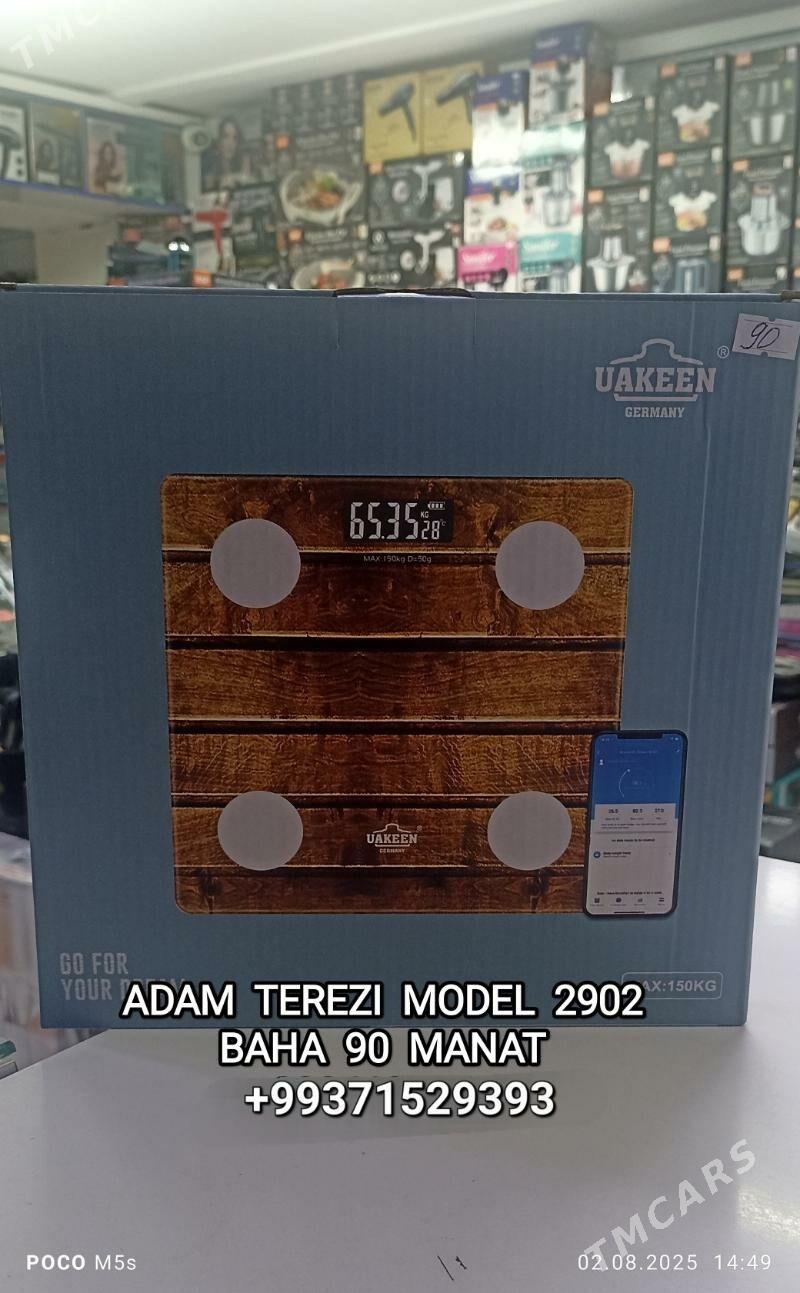 TMCARS
90
UAKEEN®
GERMANY
65.35 KG
28°C
MAX 150kg D=50g
UAKEEN®
GERMANY
GO FOR
YOUR
MAX:150KG
ADAM TEREZI MODEL 2902
BAHA 90 MANAT
+99371529393
TMCARS
POCO M5s
02.08.2025 14:49